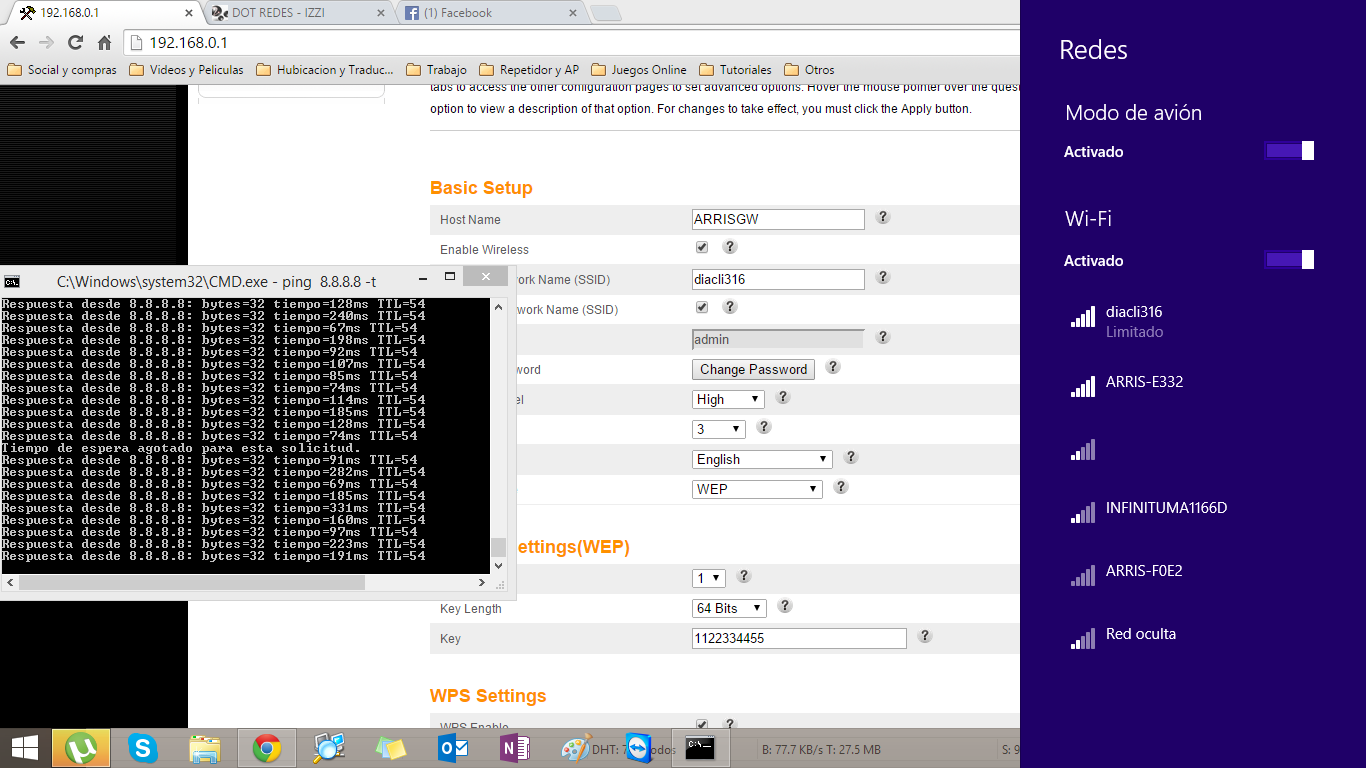 192.168.0.1
DOT REDES - IZZI
(1) Facebook
192.168.0.1
Social y compras
Videos y Peliculas
Hubicacion y Traduc...
Trabajo
Repetidor y AP
Juegos Online
Tutoriales
Otros
tabs to access the other configuration pages to set advanced options. Hover the mouse pointer over the ques
option to view a description of that option. For changes to take effect, you must click the Apply button.
Basic Setup
Host Name ARRISGW ?
Enable Wireless ?
work Name (SSID) diacli316 ?
work Name (SSID) ?
admin ?
word Change Password ?
el High ?
3 ?
English ?
WEP ?
ettings(WEP)
1 ?
Key Length 64 Bits ?
Key 1122334455 ?
WPS Settings
WPS Enable ?
C:\Windows\system32\CMD.exe - ping 8.8.8.8 -t
Respuesta desde 8.8.8.8: bytes=32 tiempo=128ms TTL=54
Respuesta desde 8.8.8.8: bytes=32 tiempo=240ms TTL=54
Respuesta desde 8.8.8.8: bytes=32 tiempo=67ms TTL=54
Respuesta desde 8.8.8.8: bytes=32 tiempo=198ms TTL=54
Respuesta desde 8.8.8.8: bytes=32 tiempo=92ms TTL=54
Respuesta desde 8.8.8.8: bytes=32 tiempo=107ms TTL=54
Respuesta desde 8.8.8.8: bytes=32 tiempo=85ms TTL=54
Respuesta desde 8.8.8.8: bytes=32 tiempo=74ms TTL=54
Respuesta desde 8.8.8.8: bytes=32 tiempo=114ms TTL=54
Respuesta desde 8.8.8.8: bytes=32 tiempo=185ms TTL=54
Respuesta desde 8.8.8.8: bytes=32 tiempo=128ms TTL=54
Respuesta desde 8.8.8.8: bytes=32 tiempo=74ms TTL=54
Tiempo de espera agotado para esta solicitud.
Respuesta desde 8.8.8.8: bytes=32 tiempo=91ms TTL=54
Respuesta desde 8.8.8.8: bytes=32 tiempo=282ms TTL=54
Respuesta desde 8.8.8.8: bytes=32 tiempo=69ms TTL=54
Respuesta desde 8.8.8.8: bytes=32 tiempo=185ms TTL=54
Respuesta desde 8.8.8.8: bytes=32 tiempo=331ms TTL=54
Respuesta desde 8.8.8.8: bytes=32 tiempo=160ms TTL=54
Respuesta desde 8.8.8.8: bytes=32 tiempo=97ms TTL=54
Respuesta desde 8.8.8.8: bytes=32 tiempo=223ms TTL=54
Respuesta desde 8.8.8.8: bytes=32 tiempo=191ms TTL=54
Redes
Modo de avión
Activado
Wi-Fi
Activado
diacli316
Limitado
ARRIS-E332
INFINITUMA1166D
ARRIS-F0E2
Red oculta
DHT: 7 odos
B: 77.7 KB/s T: 27.5 MB
S: 9